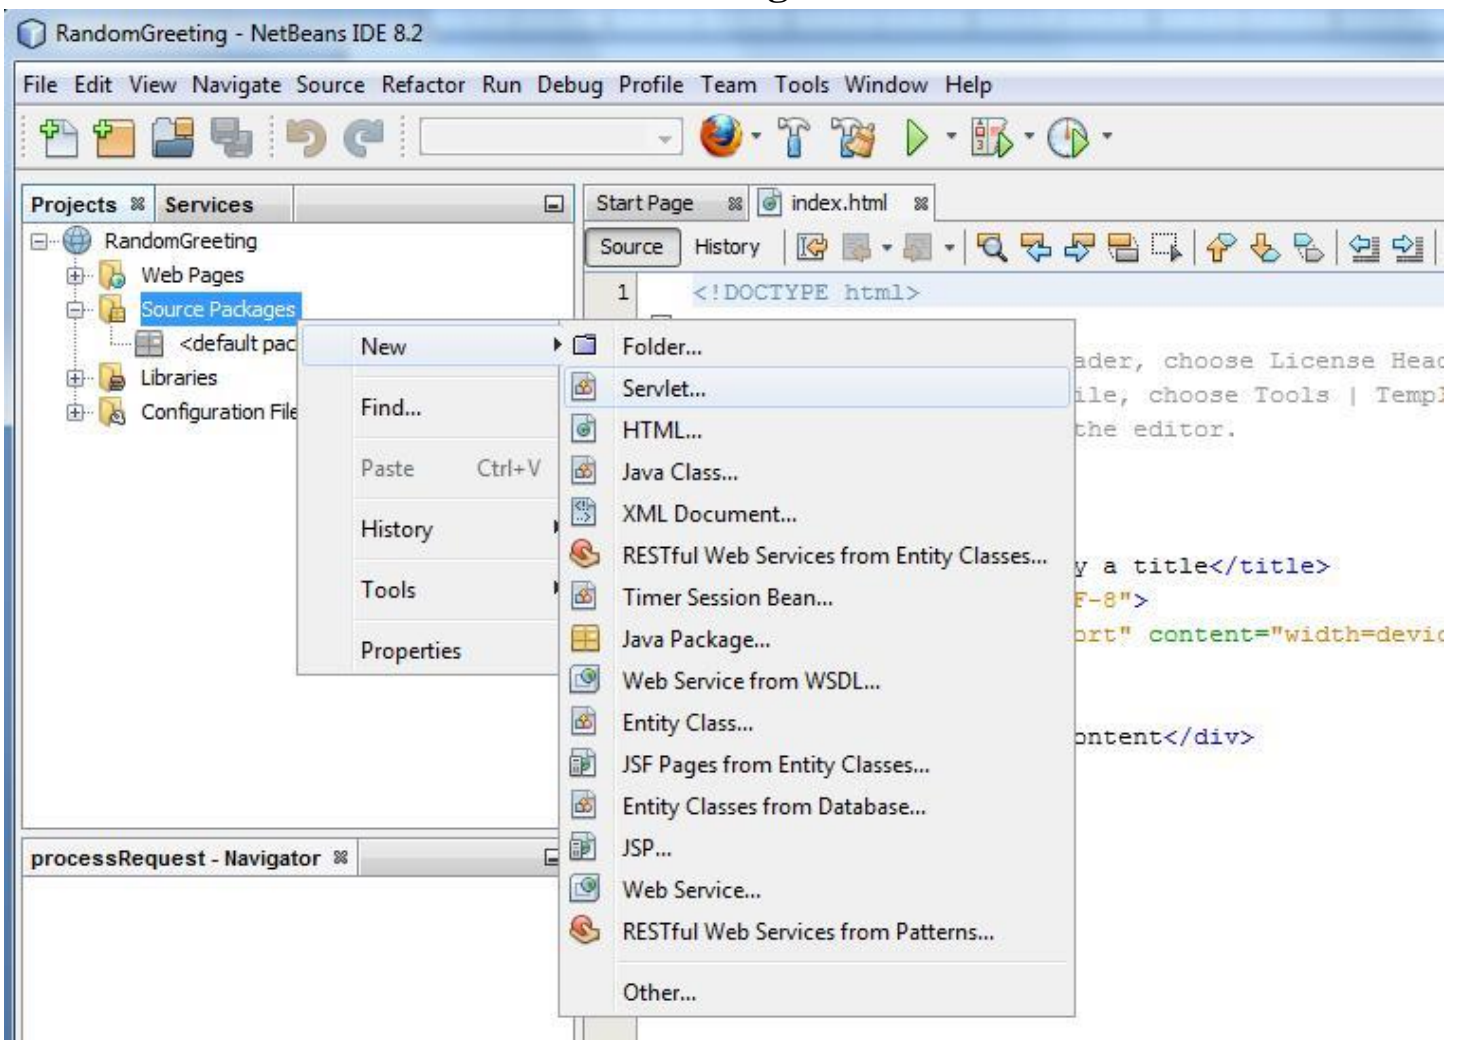 RandomGreeting - NetBeans IDE 8.2
File Edit View Navigate Source Refactor Run Debug Profile Team Tools Window Help
Projects Services
RandomGreeting
Web Pages
Source Packages
<default pac
Libraries
Configuration File
New
Find...
Paste Ctrl+V
History
Tools
Properties
Folder...
Servlet...
HTML...
Java Class...
XML Document...
RESTful Web Services from Entity Classes...
Timer Session Bean...
Java Package...
Web Service from WSDL...
Entity Class...
JSF Pages from Entity Classes...
Entity Classes from Database...
JSP...
Web Service...
RESTful Web Services from Patterns...
Other...
Start Page index.html
Source History
1 <!DOCTYPE html>
ader, choose License Head
ile, choose Tools | Templ
the editor.
y a title</title>
F-8">
ort" content="width=devic
ontent</div>
processRequest - Navigator